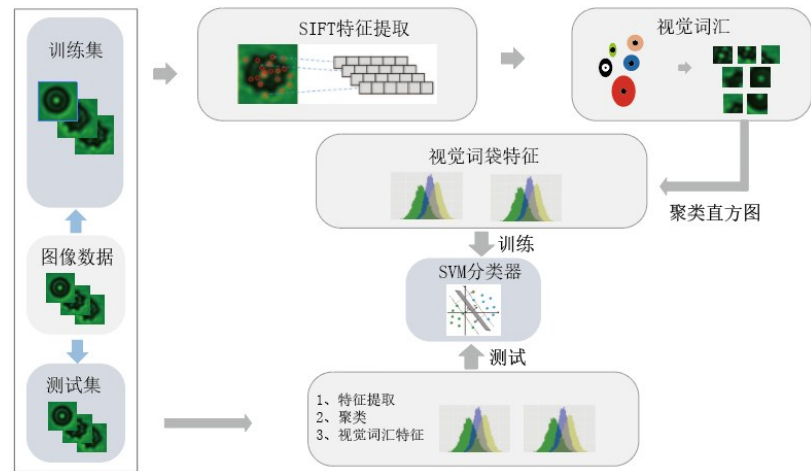 训练集
SIFT特征提取
视觉词汇
视觉词袋特征
聚类直方图
训练
图像数据
SVM分类器
测试
测试集
1、特征提取
2、聚类
3、视觉词汇特征